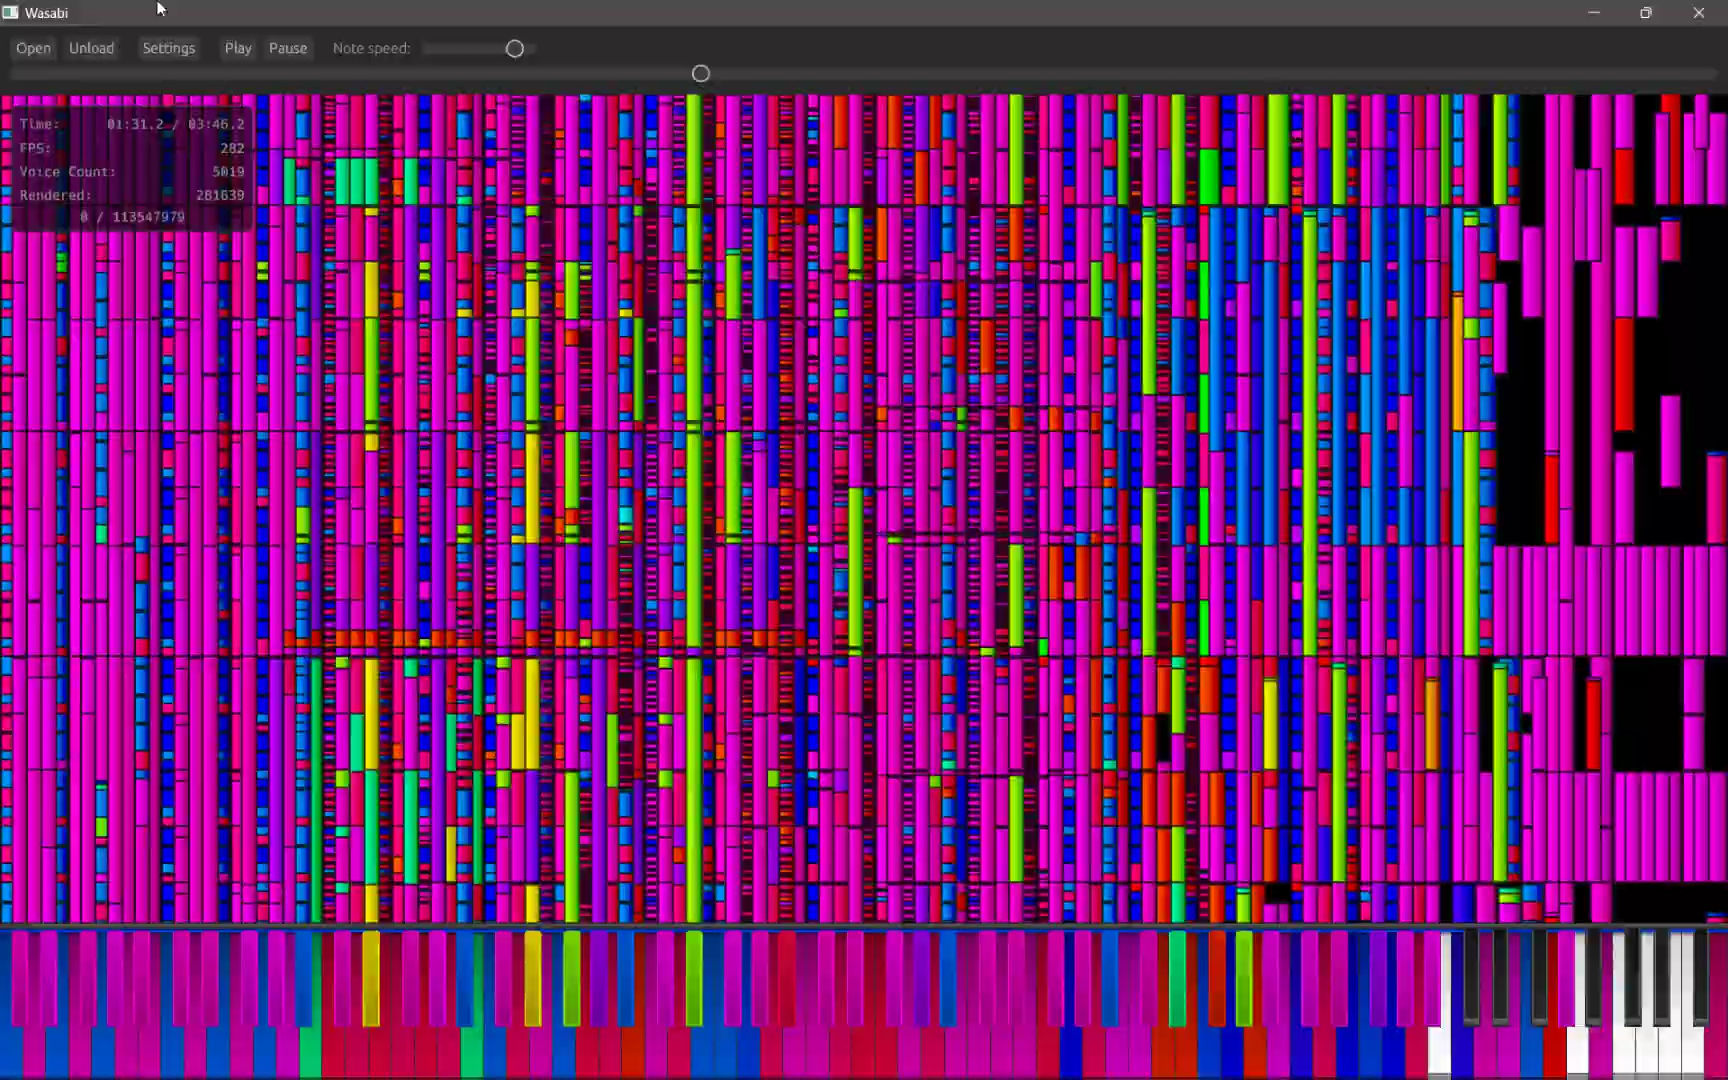 Wasabi
Open Unload Settings Play Pause Note speed:
Time: 01:31.2 / 03:46.2
FPS: 282
Voice Count: 5019
Rendered: 281639
0 / 113547979